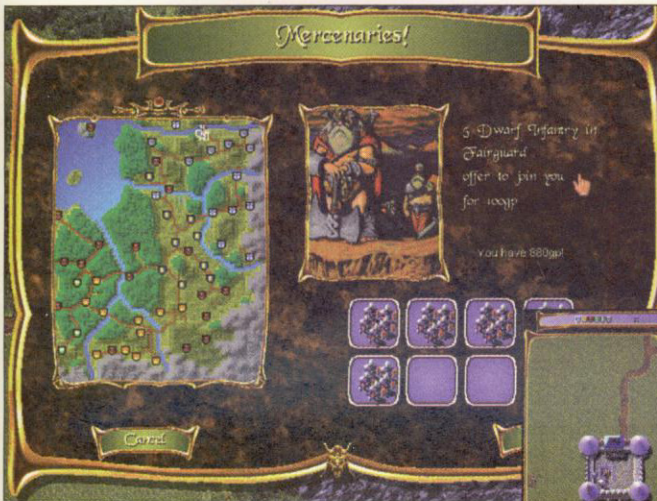 Mercenaries!
5 Dwarf Infantry in
Fairguard
offer to join you
for 100gp
You have 880gp!
Cancel